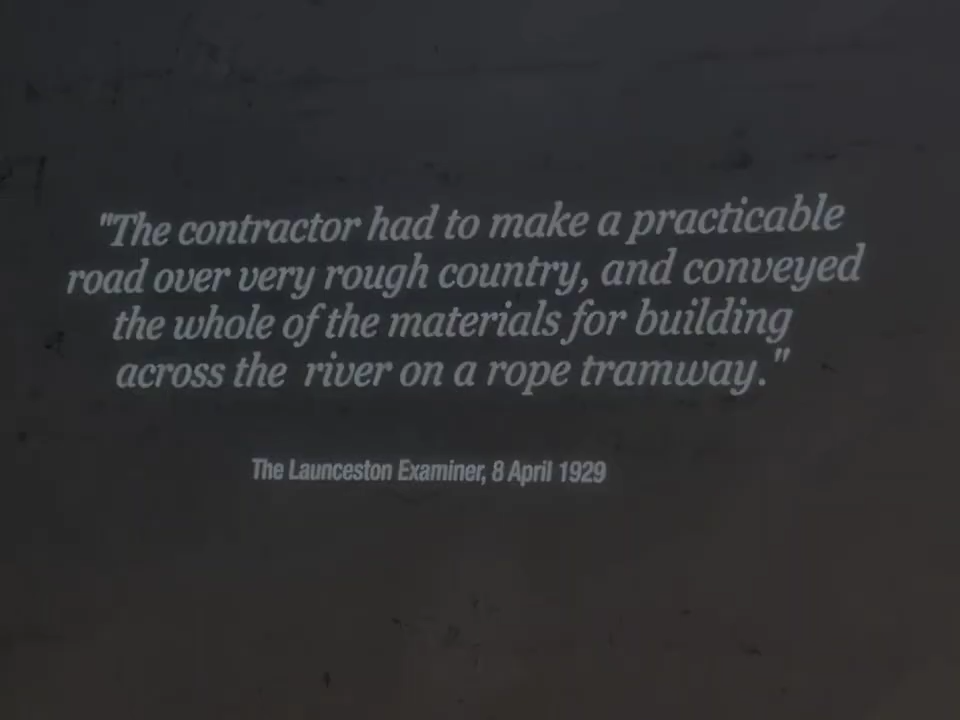 "The contractor had to make a practicable
road over very rough country, and conveyed
the whole of the materials for building
across the river on a rope tramway."
The Launceston Examiner, 8 April 1929